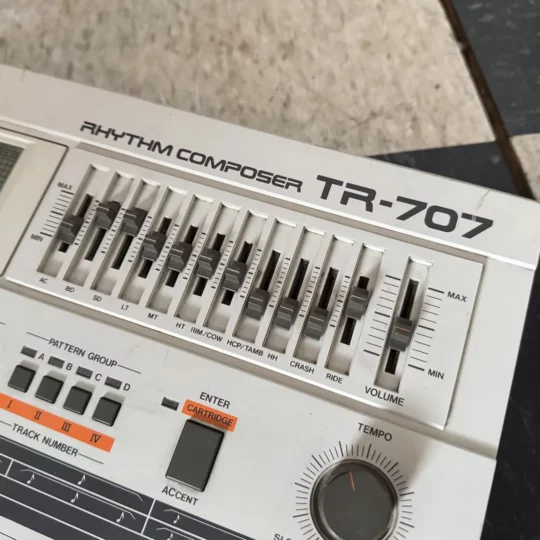 RHYTHM COMPOSER TR-707
MAX
MIN
AC BD SD LT MT HT RIM/COW HCP/TAMB HH CRASH RIDE
MAX
MIN
VOLUME
PATTERN GROUP
A B C D
I II III IV
TRACK NUMBER
ENTER
CARTRIDGE
ACCENT
TEMPO